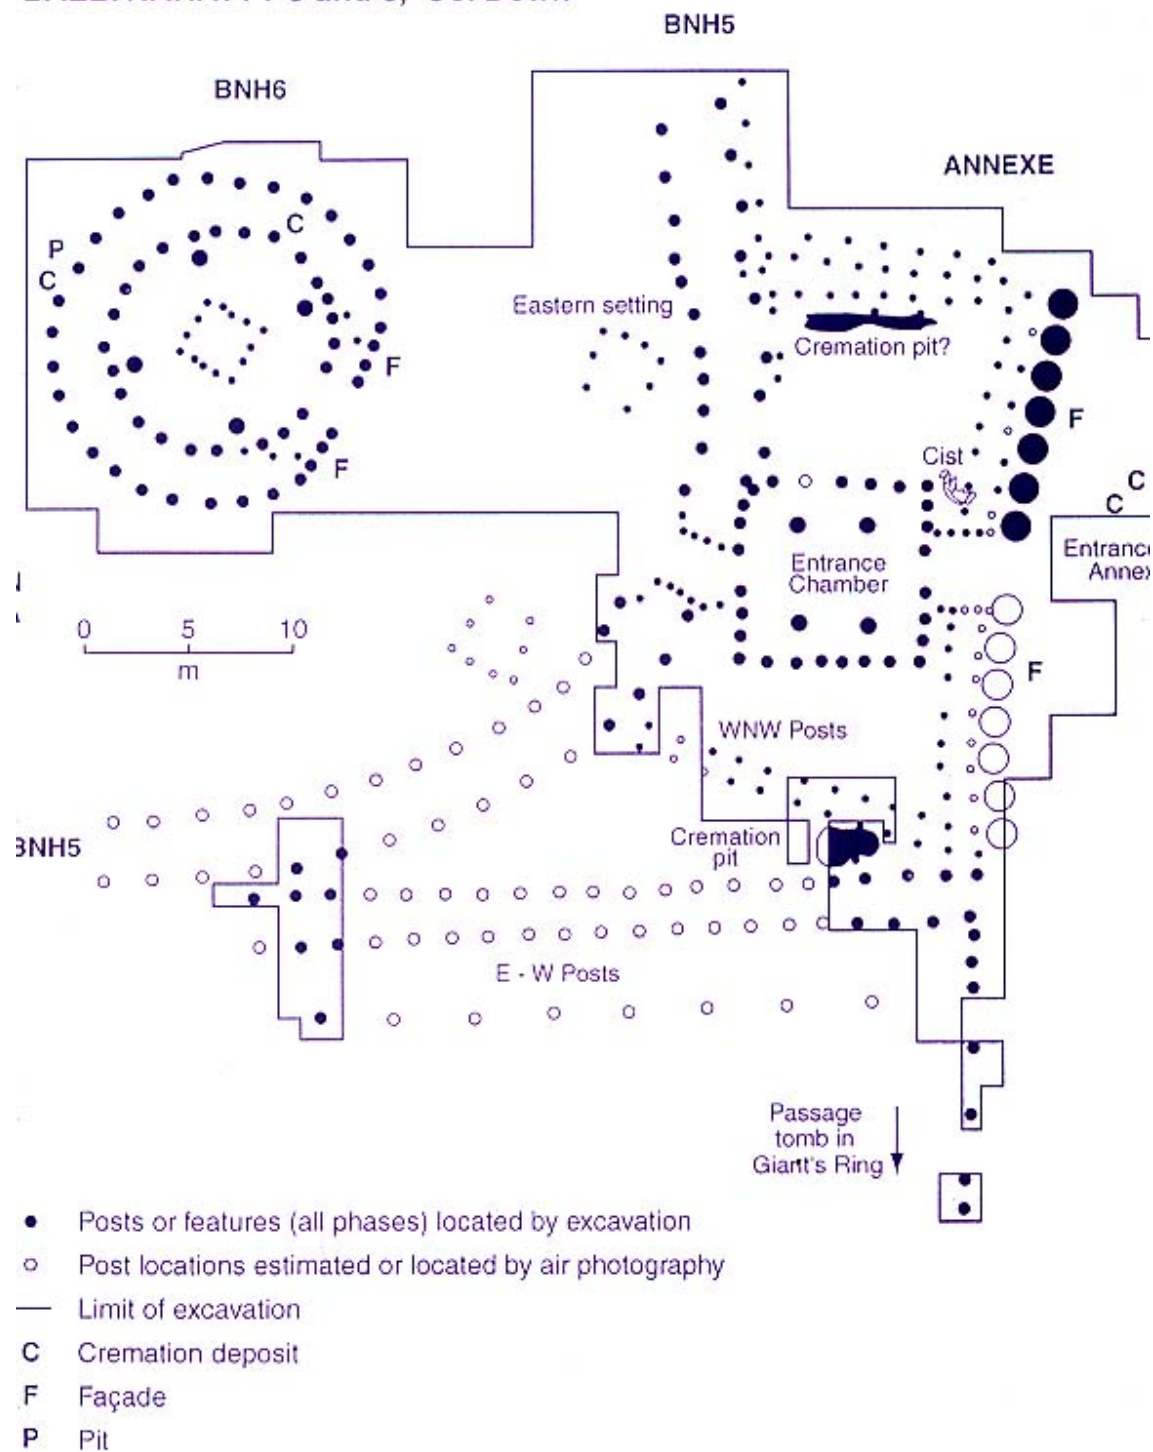 BNH5
BNH6
ANNEXE
C
P
C
Eastern setting
Cremation pit?
F
F
F
Cist
C
C
Entrance
Chamber
Entrance
0 5 10
m
F
WNW Posts
Cremation
pit
BNH5
E - W Posts
Passage
tomb in
Giant's Ring
Posts or features (all phases) located by excavation
Post locations estimated or located by air photography
Limit of excavation
C Cremation deposit
F Façade
P Pit